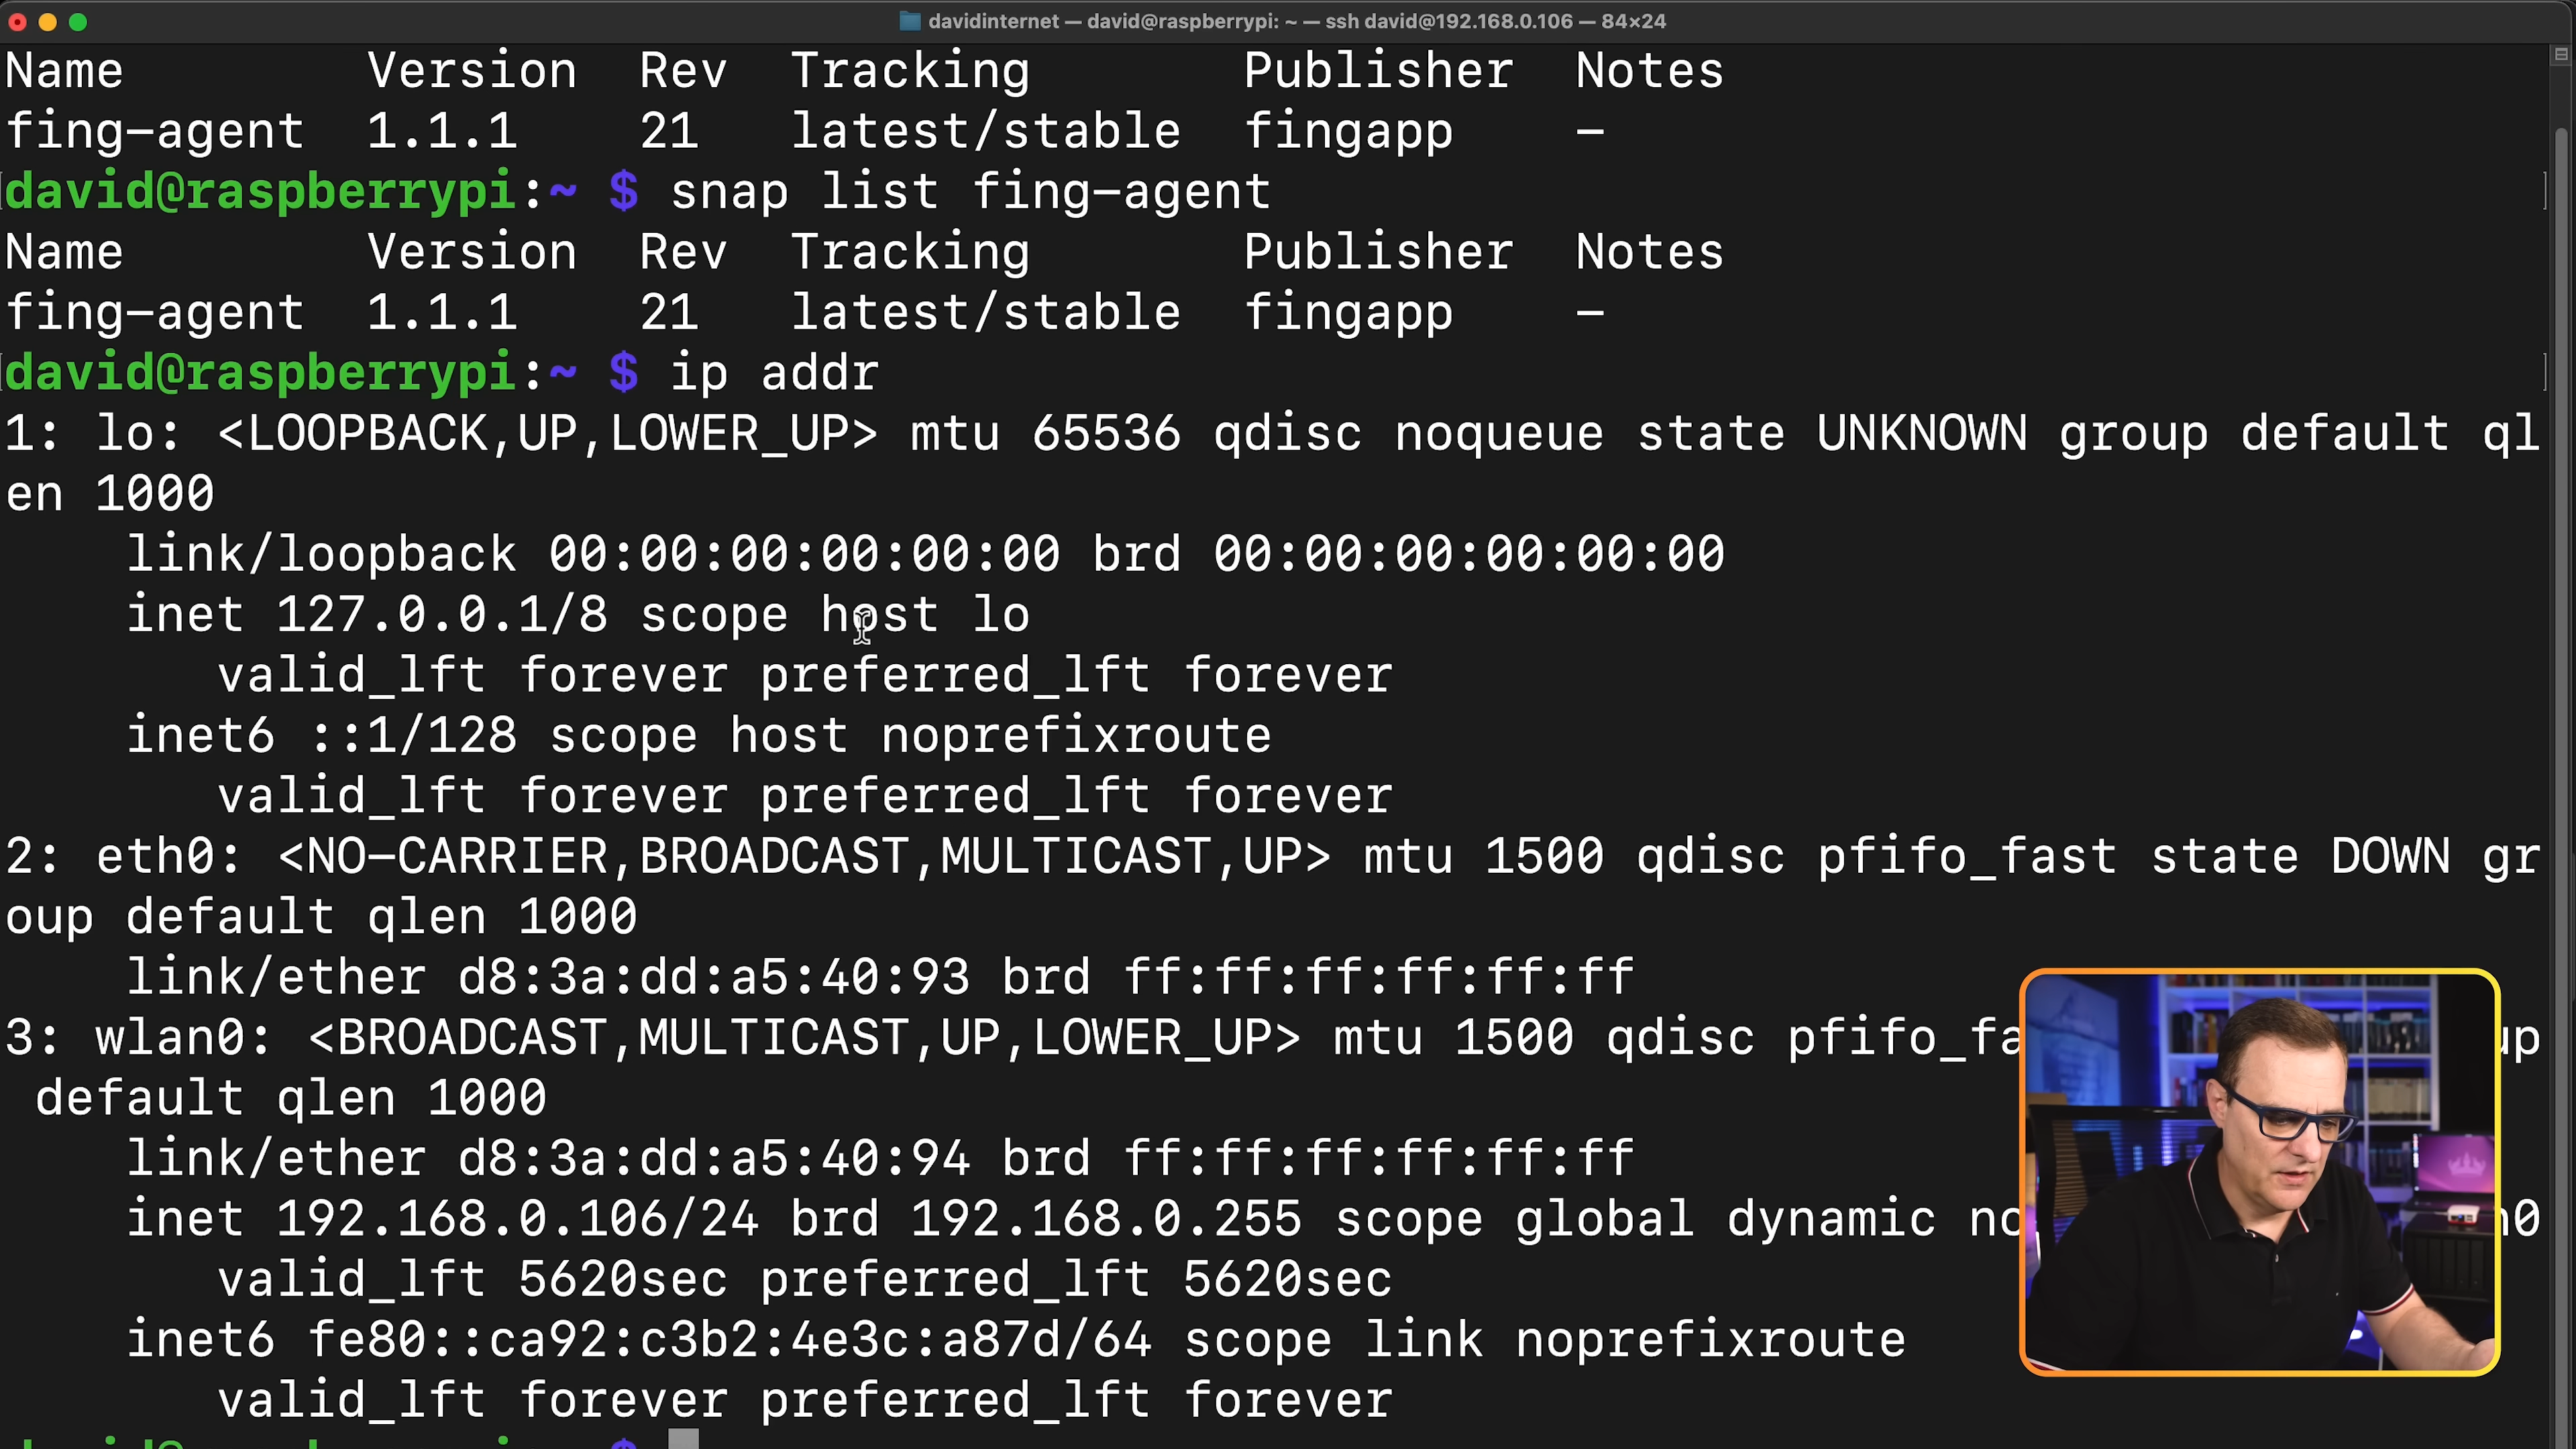 davidinternet — david@raspberrypi: ~ — ssh david@192.168.0.106 — 84×24
Name Version Rev Tracking Publisher Notes
fing-agent 1.1.1 21 latest/stable fingapp –
david@raspberrypi:~ $ snap list fing-agent
Name Version Rev Tracking Publisher Notes
fing-agent 1.1.1 21 latest/stable fingapp –
david@raspberrypi:~ $ ip addr
1: lo: <LOOPBACK,UP,LOWER_UP> mtu 65536 qdisc noqueue state UNKNOWN group default ql
en 1000
link/loopback 00:00:00:00:00:00 brd 00:00:00:00:00:00
inet 127.0.0.1/8 scope host lo
valid_lft forever preferred_lft forever
inet6 ::1/128 scope host noprefixroute
valid_lft forever preferred_lft forever
2: eth0: <NO-CARRIER,BROADCAST,MULTICAST,UP> mtu 1500 qdisc pfifo_fast state DOWN gr
oup default qlen 1000
link/ether d8:3a:dd:a5:40:93 brd ff:ff:ff:ff:ff:ff
3: wlan0: <BROADCAST,MULTICAST,UP,LOWER_UP> mtu 1500 qdisc pfifo_fa up
default qlen 1000
link/ether d8:3a:dd:a5:40:94 brd ff:ff:ff:ff:ff:ff
inet 192.168.0.106/24 brd 192.168.0.255 scope global dynamic no n0
valid_lft 5620sec preferred_lft 5620sec
inet6 fe80::ca92:c3b2:4e3c:a87d/64 scope link noprefixroute
valid_lft forever preferred_lft forever